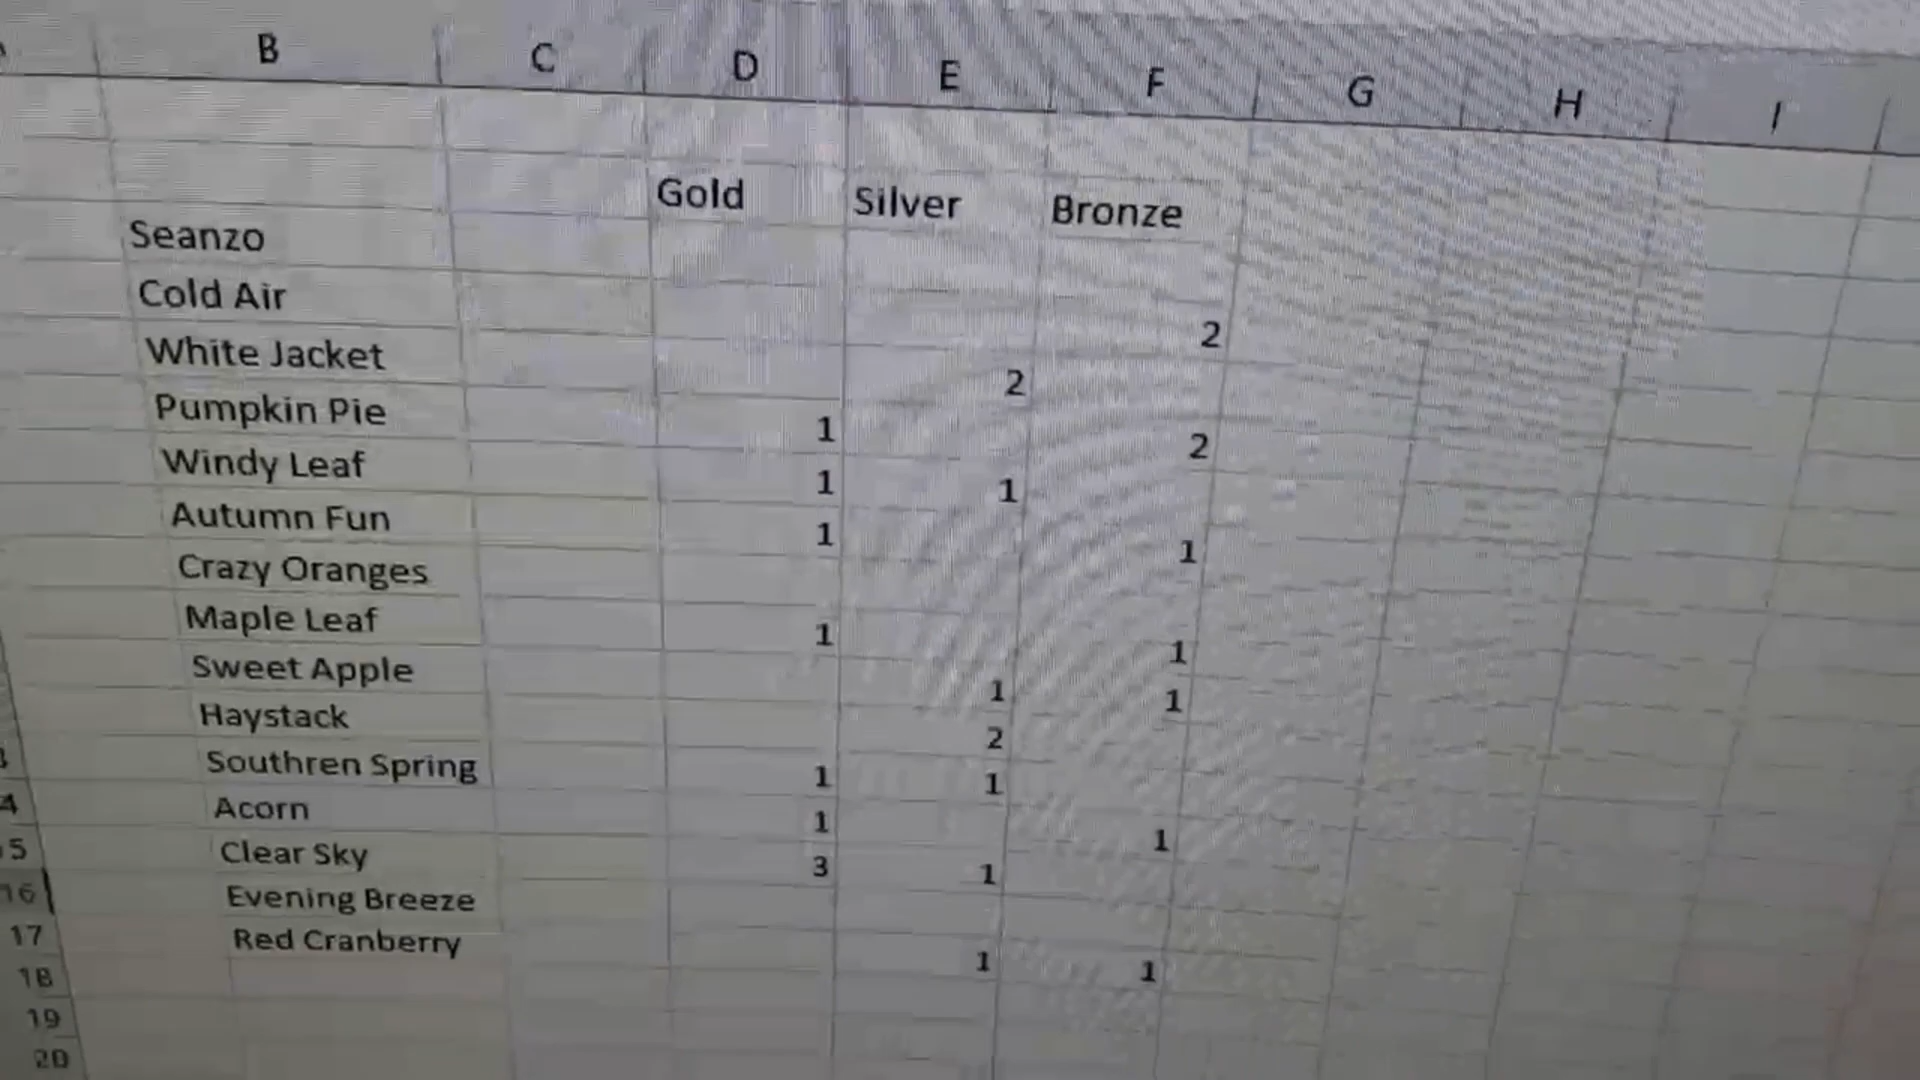 B C D E F G H I
Gold Silver Bronze
Seanzo
Cold Air 2
White Jacket 2
Pumpkin Pie 1 2
Windy Leaf 1 1
Autumn Fun 1 1
Crazy Oranges
Maple Leaf 1 1
Sweet Apple 1 1
Haystack 2
Southren Spring 1 1
4 Acorn 1 1
5 Clear Sky 3 1
16 Evening Breeze
17 Red Cranberry 1 1
18
19
20